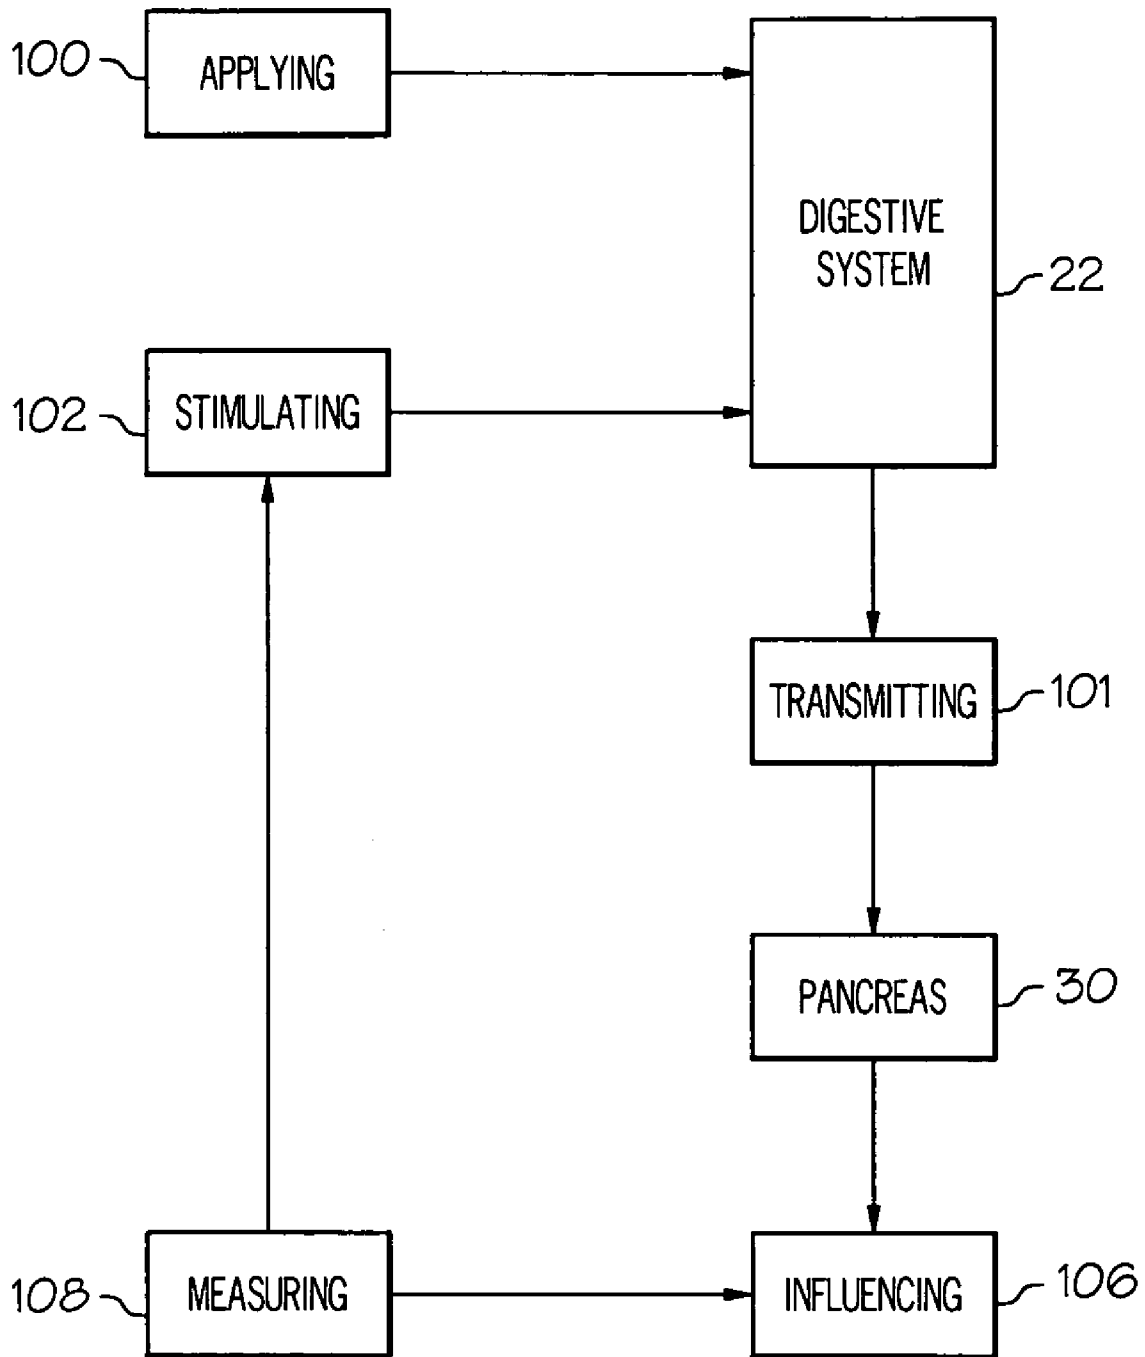 100
APPLYING
DIGESTIVE
SYSTEM
22
102
STIMULATING
TRANSMITTING
101
PANCREAS
30
108
MEASURING
INFLUENCING
106